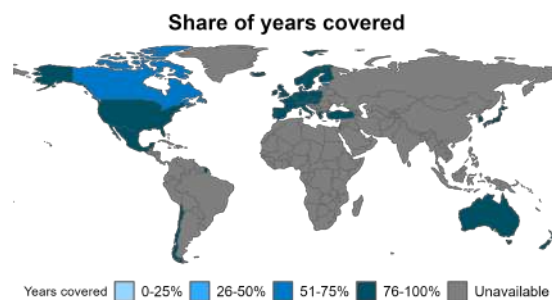 Share of years covered
Years covered 0-25% 26-50% 51-75% 76-100% Unavailable